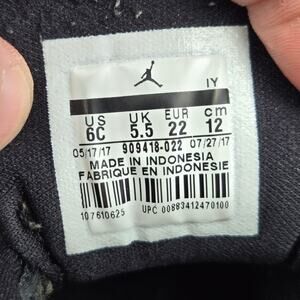 IY
US UK EUR cm
6C 5.5 22 12
05/17/17 909418-022 07/27/17
MADE IN INDONESIA
FABRIQUE EN INDONESIE
107610625 UPC 00883412470100